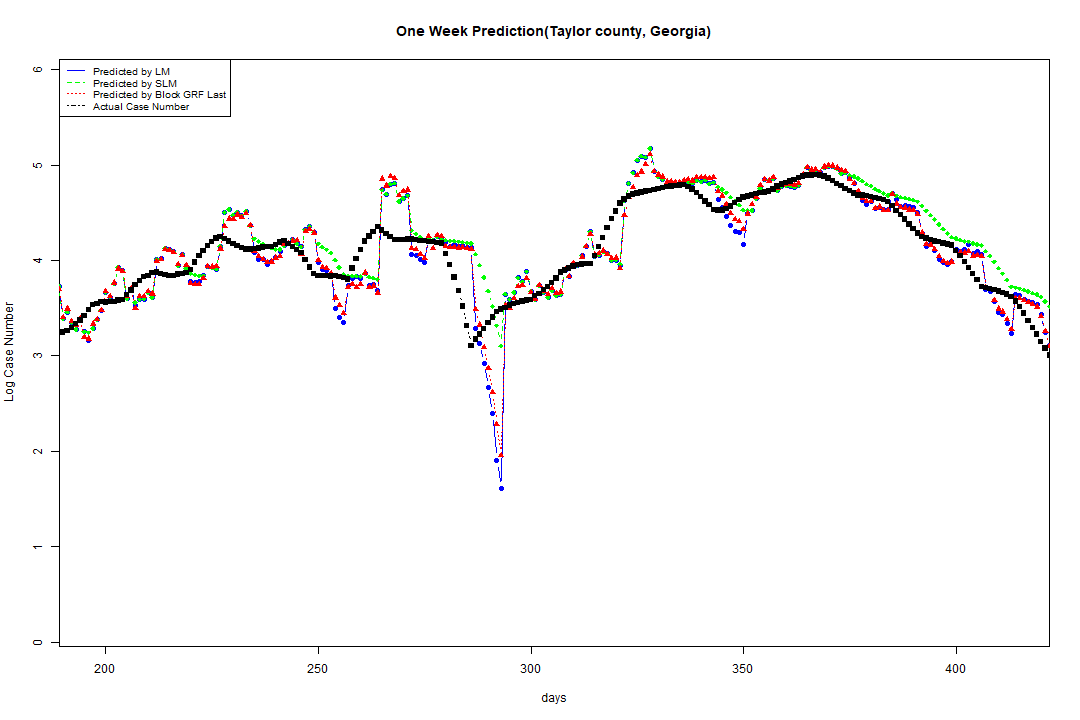 One Week Prediction(Taylor county, Georgia)
Predicted by LM
Predicted by SLM
Predicted by Block GRF Last
Actual Case Number
6
5
4
3
2
1
0
Log Case Number
200 250 300 350 400
days